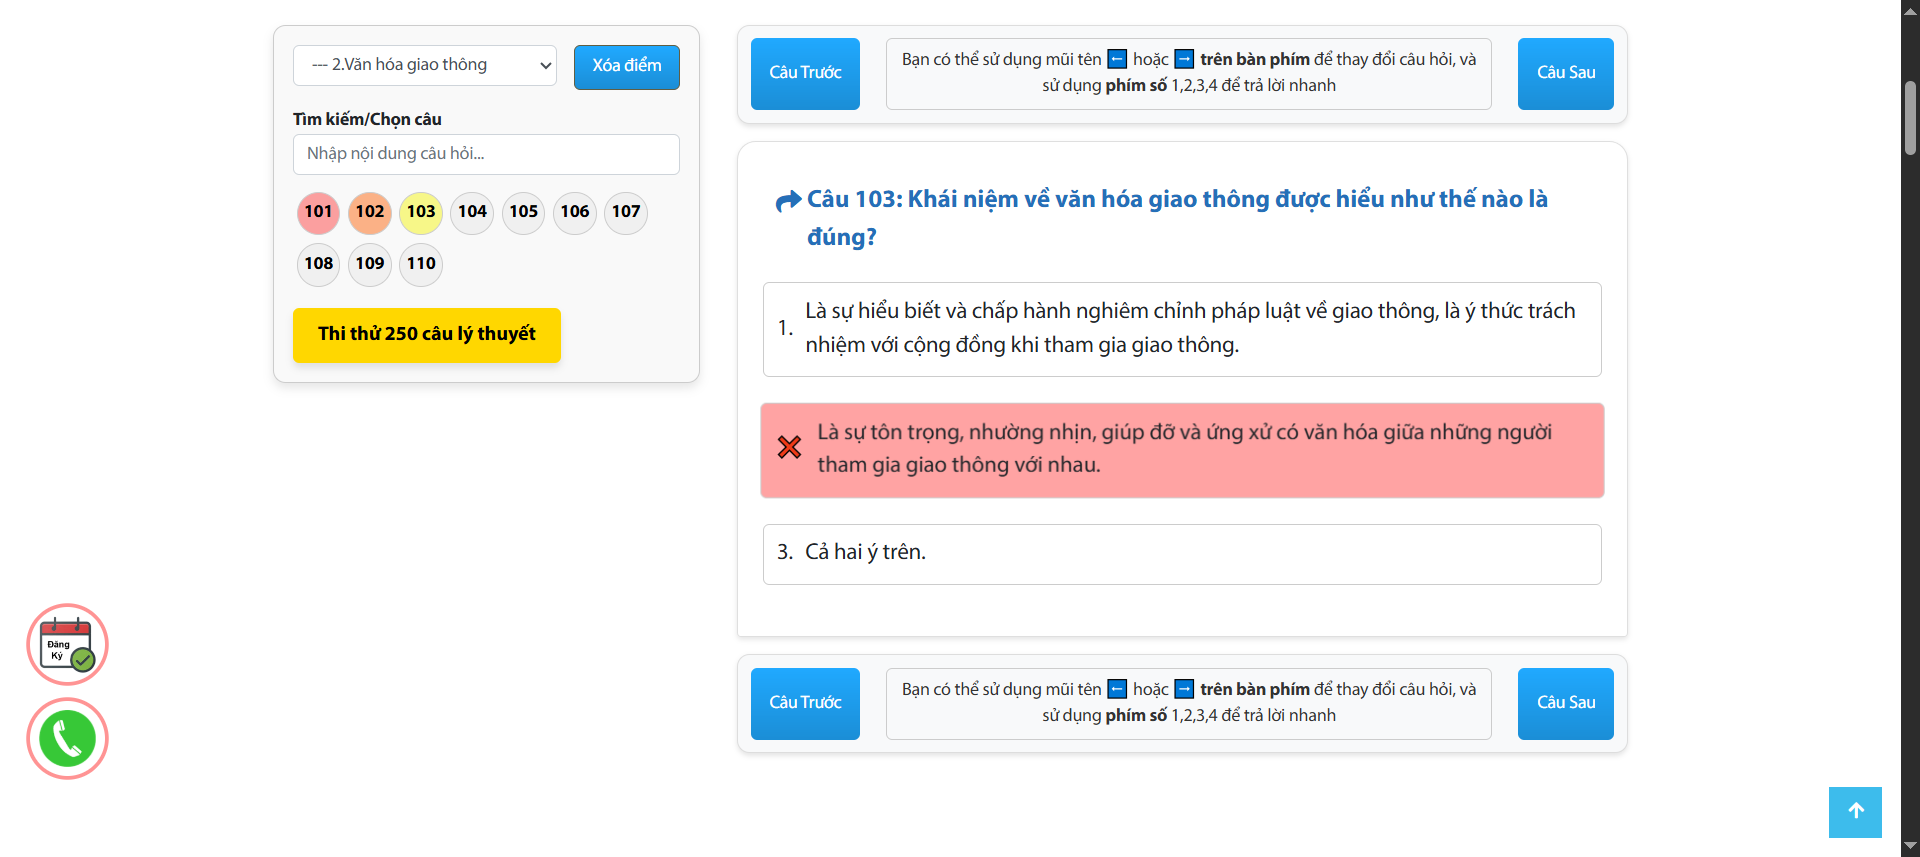 --- 2.Văn hóa giao thông
Xóa điểm
Tìm kiếm/Chọn câu
Nhập nội dung câu hỏi...
101 102 103 104 105 106 107
108 109 110
Thi thử 250 câu lý thuyết
Đăng
Ký
Câu Trước
Bạn có thể sử dụng mũi tên ← hoặc → trên bàn phím để thay đổi câu hỏi, và
sử dụng phím số 1,2,3,4 để trả lời nhanh
Câu Sau
Câu 103: Khái niệm về văn hóa giao thông được hiểu như thế nào là
đúng?
1. Là sự hiểu biết và chấp hành nghiêm chỉnh pháp luật về giao thông, là ý thức trách
nhiệm với cộng đồng khi tham gia giao thông.
Là sự tôn trọng, nhường nhịn, giúp đỡ và ứng xử có văn hóa giữa những người
tham gia giao thông với nhau.
3. Cả hai ý trên.
Câu Trước
Bạn có thể sử dụng mũi tên ← hoặc → trên bàn phím để thay đổi câu hỏi, và
sử dụng phím số 1,2,3,4 để trả lời nhanh
Câu Sau